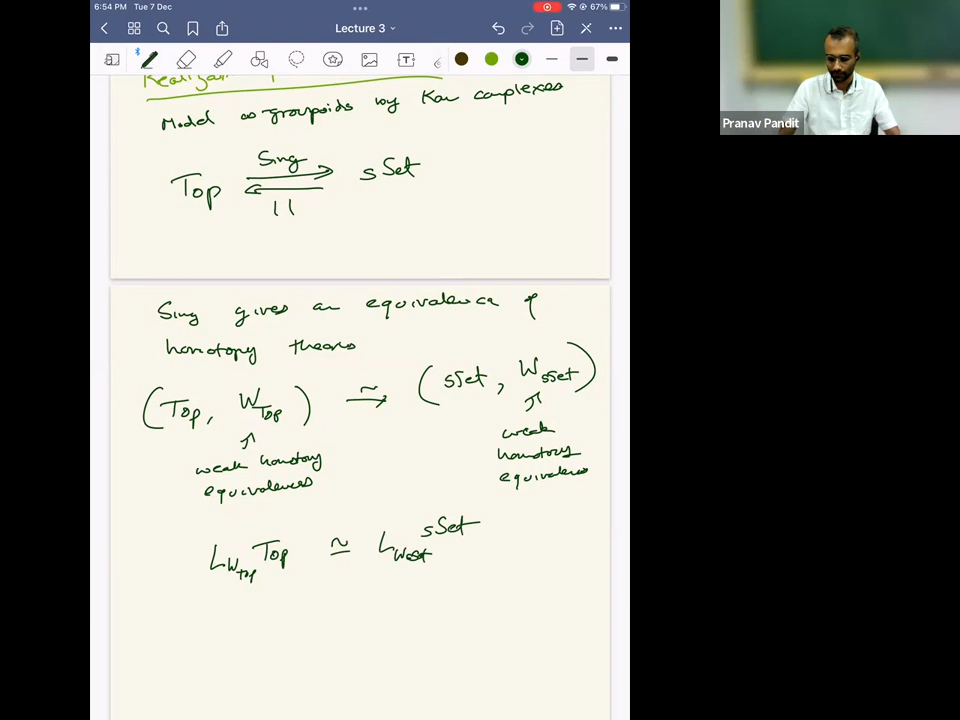 6:54 PM Tue 7 Dec
67%
Lecture 3
Pranav Pandit
Model ∞-groupoids by Kan complexes
Sing
Top ⇄ sSet
| |
Sing gives an equivalence of
homotopy theories
(Top, W_Top) ≃→ (sSet, W_sSet)
weak homotopy equivalences
weak homotopy equivalences
L_{W_Top} Top ≃ L_{W_sSet} sSet